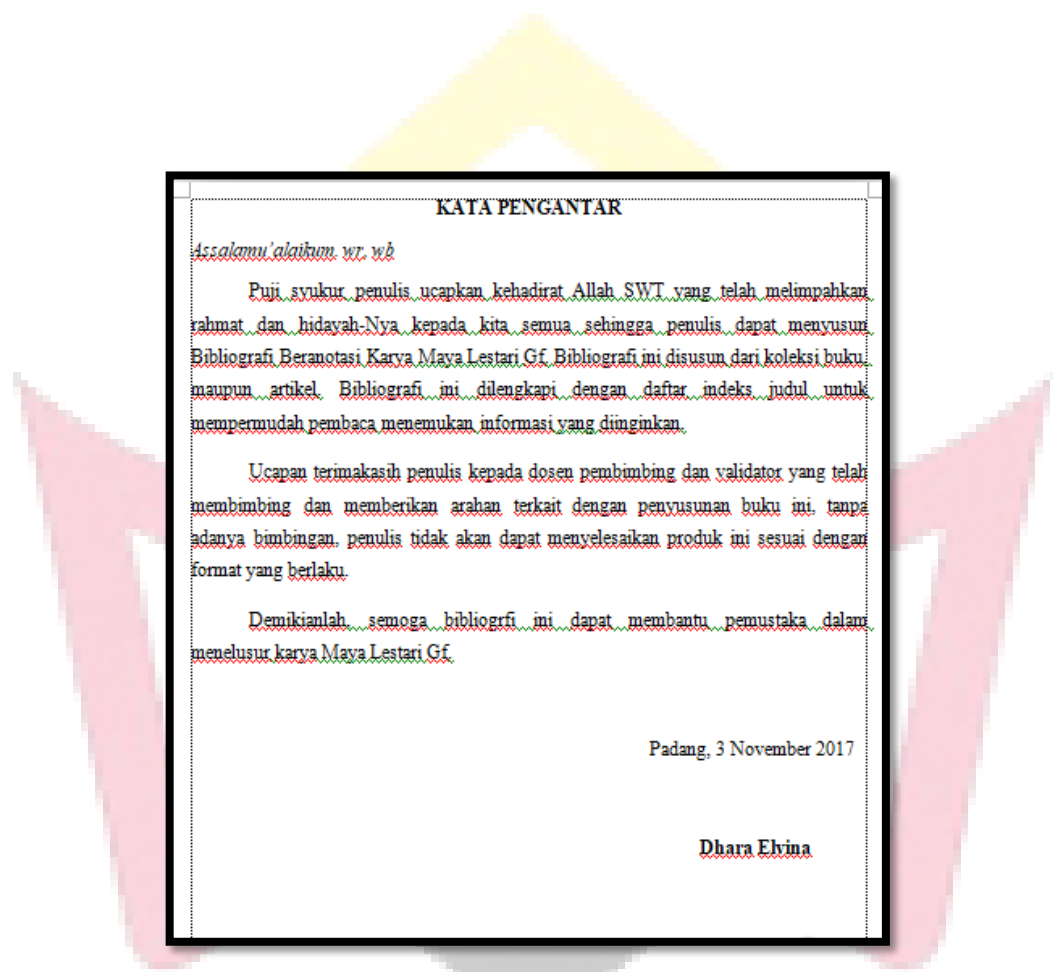 KATA PENGANTAR
Assalamu'alaikum. wr. wb
Puji syukur penulis ucapkan kehadirat Allah SWT yang telah melimpahkan
rahmat dan hidayah-Nya kepada kita semua sehingga penulis dapat menyusun
Bibliografi Beranotasi Karya Maya Lestari Gf. Bibliografi ini disusun dari koleksi buku
maupun artikel. Bibliografi ini dilengkapi dengan daftar indeks judul untuk
mempermudah pembaca menemukan informasi yang diinginkan.
Ucapan terimakasih penulis kepada dosen pembimbing dan validator yang telah
membimbing dan memberikan arahan terkait dengan penyusunan buku ini, tanpa
adanya bimbingan, penulis tidak akan dapat menyelesaikan produk ini sesuai dengan
format yang berlaku.
Demikianlah, semoga bibliogrfi ini dapat membantu pemustaka dalam
menelusur karya Maya Lestari Gf.
Padang, 3 November 2017
Dhara Elvina